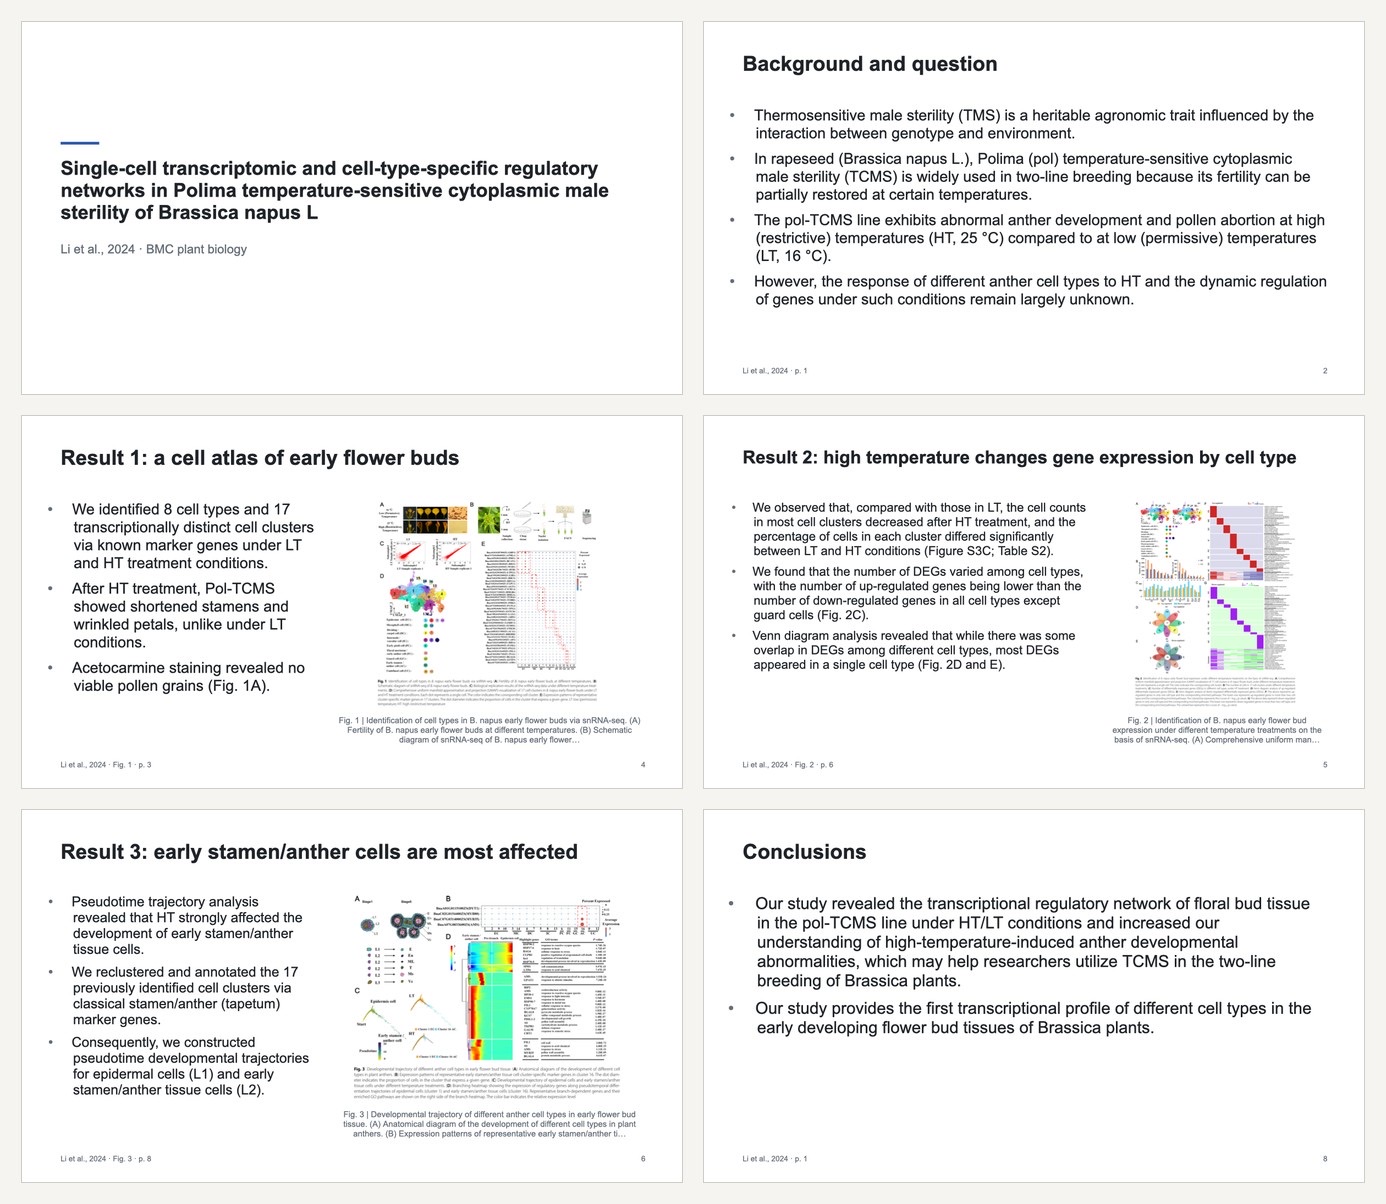 Single-cell transcriptomic and cell-type-specific regulatory
networks in Polima temperature-sensitive cytoplasmic male
sterility of Brassica napus L
Li et al., 2024 · BMC plant biology
Background and question
• Thermosensitive male sterility (TMS) is a heritable agronomic trait influenced by the
interaction between genotype and environment.
• In rapeseed (Brassica napus L.), Polima (pol) temperature-sensitive cytoplasmic
male sterility (TCMS) is widely used in two-line breeding because its fertility can be
partially restored at certain temperatures.
• The pol-TCMS line exhibits abnormal anther development and pollen abortion at high
(restrictive) temperatures (HT, 25 °C) compared to at low (permissive) temperatures
(LT, 16 °C).
• However, the response of different anther cell types to HT and the dynamic regulation
of genes under such conditions remain largely unknown.
Li et al., 2024 · p. 1
2
Result 1: a cell atlas of early flower buds
• We identified 8 cell types and 17
transcriptionally distinct cell clusters
via known marker genes under LT
and HT treatment conditions.
• After HT treatment, Pol-TCMS
showed shortened stamens and
wrinkled petals, unlike under LT
conditions.
• Acetocarmine staining revealed no
viable pollen grains (Fig. 1A).
A
B
C
D
E
Fig. 1 | Identification of cell types in B. napus early flower buds via snRNA-seq. (A)
Fertility of B. napus early flower buds at different temperatures. (B) Schematic
diagram of snRNA-seq of B. napus early flower…
Li et al., 2024 · Fig. 1 · p. 3
4
Result 2: high temperature changes gene expression by cell type
• We observed that, compared with those in LT, the cell counts
in most cell clusters decreased after HT treatment, and the
percentage of cells in each cluster differed significantly
between LT and HT conditions (Figure S3C; Table S2).
• We found that the number of DEGs varied among cell types,
with the number of up-regulated genes being lower than the
number of down-regulated genes in all cell types except
guard cells (Fig. 2C).
• Venn diagram analysis revealed that while there was some
overlap in DEGs among different cell types, most DEGs
appeared in a single cell type (Fig. 2D and E).
Fig. 2 | Identification of B. napus early flower bud
expression under different temperature treatments on the
basis of snRNA-seq. (A) Comprehensive uniform man…
Li et al., 2024 · Fig. 2 · p. 6
5
Result 3: early stamen/anther cells are most affected
• Pseudotime trajectory analysis
revealed that HT strongly affected the
development of early stamen/anther
tissue cells.
• We reclustered and annotated the 17
previously identified cell clusters via
classical stamen/anther (tapetum)
marker genes.
• Consequently, we constructed
pseudotime developmental trajectories
for epidermal cells (L1) and early
stamen/anther tissue cells (L2).
A
B
C
D
Fig. 3 | Developmental trajectory of different anther cell types in early flower bud
tissue. (A) Anatomical diagram of the development of different cell types in plant
anthers. (B) Expression patterns of representative early stamen/anther ti…
Li et al., 2024 · Fig. 3 · p. 8
6
Conclusions
• Our study revealed the transcriptional regulatory network of floral bud tissue
in the pol-TCMS line under HT/LT conditions and increased our
understanding of high-temperature-induced anther developmental
abnormalities, which may help researchers utilize TCMS in the two-line
breeding of Brassica plants.
• Our study provides the first transcriptional profile of different cell types in the
early developing flower bud tissues of Brassica plants.
Li et al., 2024 · p. 1
8